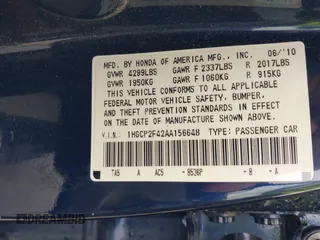 MFD. BY HONDA OF AMERICA MFG., INC. 06/'10
GVWR 4299LBS GAWR F 2337LBS R 2017LBS
GVWR 1950KG GAWR F 1060KG R 915KG
THIS VEHICLE CONFORMS TO ALL APPLICABLE
FEDERAL MOTOR VEHICLE SAFETY, BUMPER,
AND THEFT PREVENTION STANDARDS IN EFFECT
ON THE DATE OF MANUFACTURE SHOWN ABOVE.
1HGCP2F42AA156648 TYPE: PASSENGER CAR
TA5 A AC5 - B536P - B - A
DREAMBID